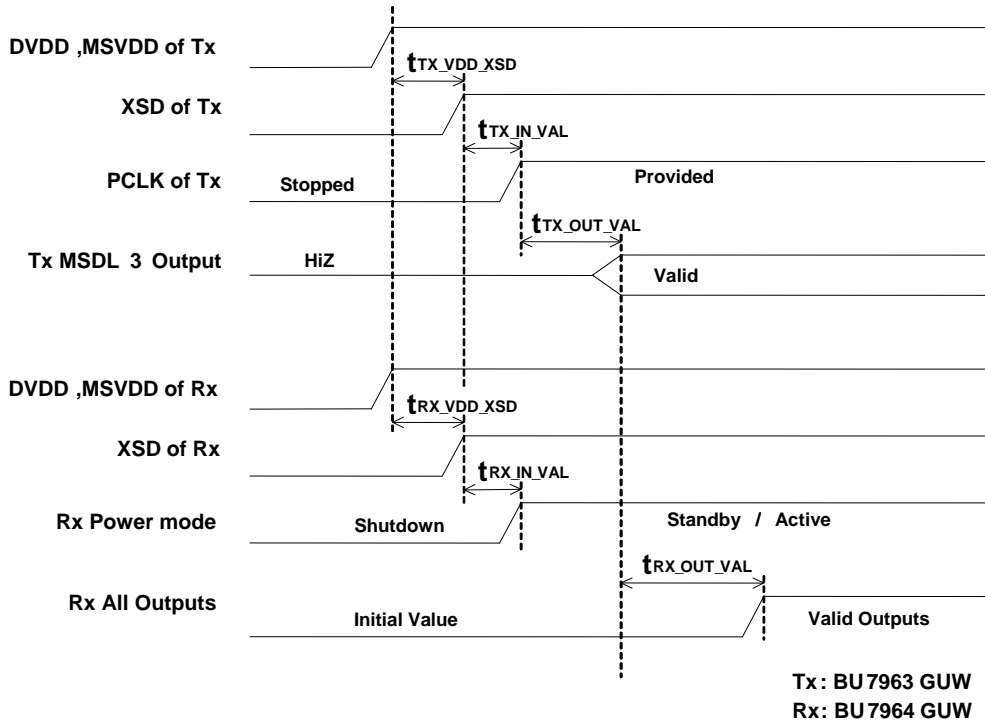 DVDD ,MSVDD of Tx
tTX_VDD_XSD
XSD of Tx
tTX_IN_VAL
PCLK of Tx
Stopped
Provided
tTX_OUT_VAL
Tx MSDL 3 Output
HiZ
Valid
DVDD ,MSVDD of Rx
tRX_VDD_XSD
XSD of Rx
tRX_IN_VAL
Rx Power mode
Shutdown
Standby / Active
tRX_OUT_VAL
Rx All Outputs
Initial Value
Valid Outputs
Tx : BU 7963 GUW
Rx: BU 7964 GUW